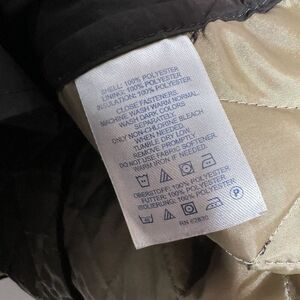 SHELL: 100% POLYESTER
LINING: 100% POLYESTER
INSULATION: 100% POLYESTER
CLOSE FASTENERS.
MACHINE WASH WARM NORMAL.
WASH DARK COLORS
SEPARATELY.
ONLY NON-CHLORINE BLEACH
WHEN NEEDED.
TUMBLE DRY LOW.
REMOVE PROMPTLY.
DO NOT USE FABRIC SOFTENER.
WARM IRON IF NEEDED.
P
OBERSTOFF: 100% POLYESTER
FUTTER: 100% POLYESTER
ISOLIERUNG: 100% POLYESTER